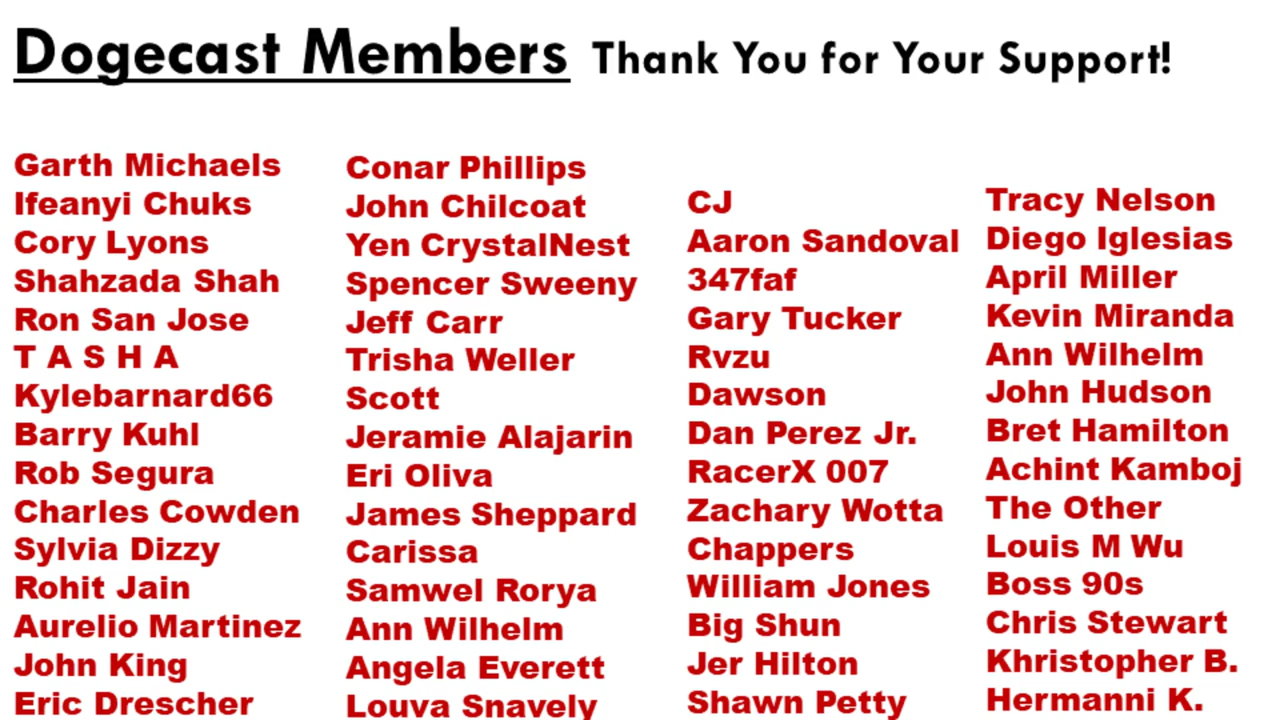 Dogecast Members Thank You for Your Support!
Garth Michaels
Ifeanyi Chuks
Cory Lyons
Shahzada Shah
Ron San Jose
T A S H A
Kylebarnard66
Barry Kuhl
Rob Segura
Charles Cowden
Sylvia Dizzy
Rohit Jain
Aurelio Martinez
John King
Eric Drescher
Conar Phillips
John Chilcoat
Yen CrystalNest
Spencer Sweeny
Jeff Carr
Trisha Weller
Scott
Jeramie Alajarin
Eri Oliva
James Sheppard
Carissa
Samwel Rorya
Ann Wilhelm
Angela Everett
Louva Snavely
CJ
Aaron Sandoval
347faf
Gary Tucker
Rvzu
Dawson
Dan Perez Jr.
RacerX 007
Zachary Wotta
Chappers
William Jones
Big Shun
Jer Hilton
Shawn Petty
Tracy Nelson
Diego Iglesias
April Miller
Kevin Miranda
Ann Wilhelm
John Hudson
Bret Hamilton
Achint Kamboj
The Other
Louis M Wu
Boss 90s
Chris Stewart
Khristopher B.
Hermanni K.